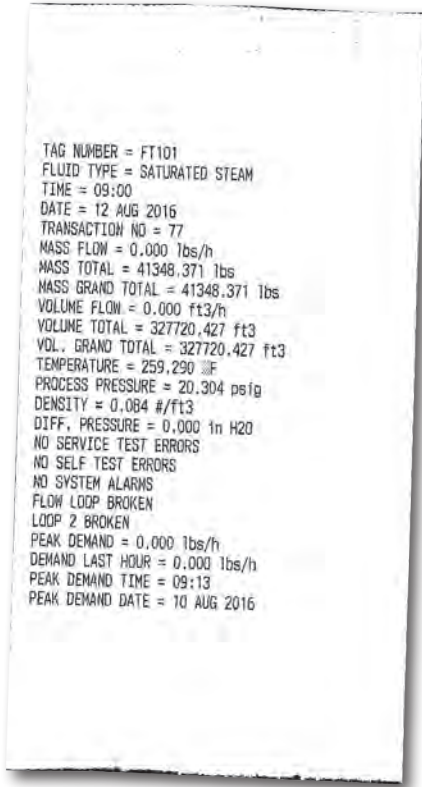 TAG NUMBER = FT101
FLUID TYPE = SATURATED STEAM
TIME = 09:00
DATE = 12 AUG 2016
TRANSACTION NO = 77
MASS FLOW = 0.000 lbs/h
MASS TOTAL = 41348.371 lbs
MASS GRAND TOTAL = 41348.371 lbs
VOLUME FLOW = 0.000 ft3/h
VOLUME TOTAL = 327720.427 ft3
VOL. GRAND TOTAL = 327720.427 ft3
TEMPERATURE = 259.290 F
PROCESS PRESSURE = 20.304 psig
DENSITY = 0.084 #/ft3
DIFF. PRESSURE = 0.000 in H20
NO SERVICE TEST ERRORS
NO SELF TEST ERRORS
NO SYSTEM ALARMS
FLOW LOOP BROKEN
LOOP 2 BROKEN
PEAK DEMAND = 0.000 lbs/h
DEMAND LAST HOUR = 0.000 lbs/h
PEAK DEMAND TIME = 09:13
PEAK DEMAND DATE = 10 AUG 2016